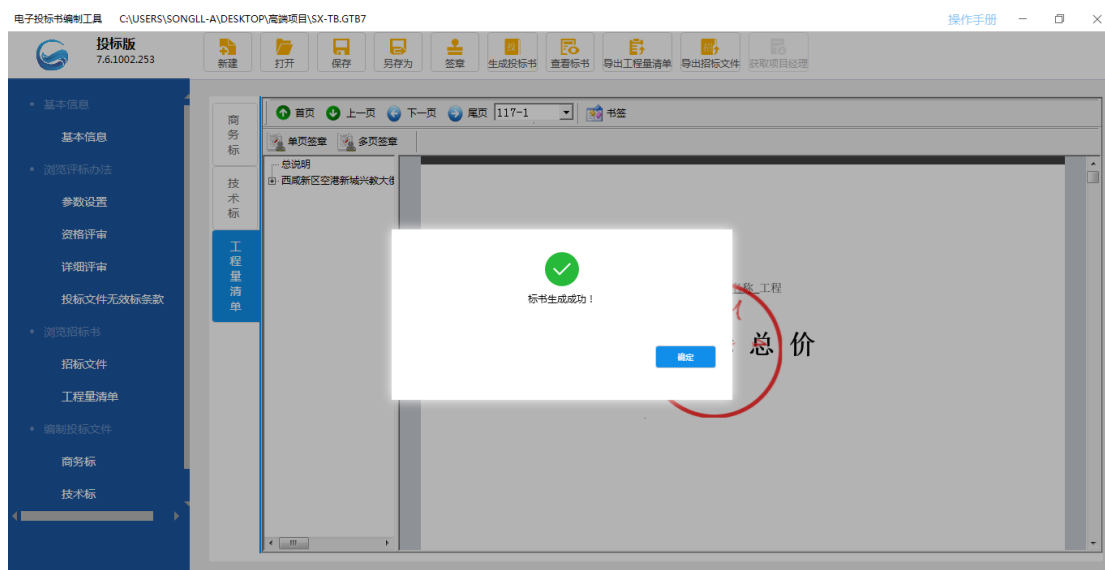 电子投标书编制工具 C:\USERS\SONGLL-A\DESKTOP\高端项目\SX-TB.GTB7 操作手册
投标版
7.6.1002.253
新建 打开 保存 另存为 签章 生成投标书 查看标书 导出工程量清单 导出招标文件 获取项目经理
基本信息
基本信息
浏览评标办法
参数设置
资格评审
详细评审
投标文件无效标条款
浏览招标书
招标文件
工程量清单
编制投标文件
商务标
技术标
商务标
技术标
工程量清单
首页 上一页 下一页 尾页 117-1 书签
单页签章 多页签章
总说明
西咸新区空港新城兴教大街
称_工程
总 价
标书生成成功！
确定